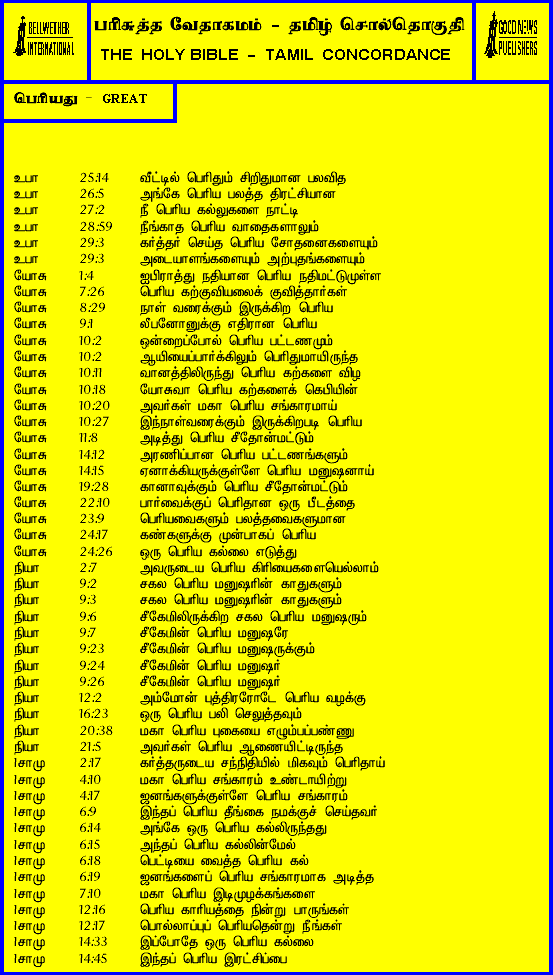 BELLWETHER
INTERNATIONAL
பரிசுத்த வேதாகமம் - தமிழ் சொல்தொகுதி
THE HOLY BIBLE - TAMIL CONCORDANCE
GOOD NEWS
PUBLISHERS
பெரியது - GREAT
உபா 25:14 வீட்டில் பெரிதும் சிறிதுமான பலவித
உபா 26:5 அங்கே பெரிய பலத்த திரட்சியான
உபா 27:2 நீ பெரிய கல்லுகளை நாட்டி
உபா 28:59 நீங்காத பெரிய வாதைகளாலும்
உபா 29:3 கர்த்தர் செய்த பெரிய சோதனைகளையும்
உபா 29:3 அடையாளங்களையும் அற்புதங்களையும்
யோசு 1:4 ஐபிராத்து நதியான பெரிய நதிமட்டுமுள்ள
யோசு 7:26 பெரிய கற்குவியலைக் குவித்தார்கள்
யோசு 8:29 நாள் வரைக்கும் இருக்கிற பெரிய
யோசு 9:1 லீபனோனுக்கு எதிரான பெரிய
யோசு 10:2 ஒன்றைப்போல் பெரிய பட்டணமும்
யோசு 10:2 ஆயியைப்பார்க்கிலும் பெரிதுமாயிருந்த
யோசு 10:11 வானத்திலிருந்து பெரிய கற்களை விழ
யோசு 10:18 யோசுவா பெரிய கற்களைக் கெபியின்
யோசு 10:20 அவர்கள் மகா பெரிய சங்காரமாய்
யோசு 10:27 இந்நாள்வரைக்கும் இருக்கிறபடி பெரிய
யோசு 11:8 அடித்து பெரிய சீதோன்மட்டும்
யோசு 14:12 அரணிப்பான பெரிய பட்டணங்களும்
யோசு 14:15 ஏனாக்கியருக்குள்ளே பெரிய மனுஷனாய்
யோசு 19:28 கானாவுக்கும் பெரிய சீதோன்மட்டும்
யோசு 22:10 பார்வைக்குப் பெரிதான ஒரு பீடத்தை
யோசு 23:9 பெரியவைகளும் பலத்தவைகளுமான
யோசு 24:17 கண்களுக்கு முன்பாகப் பெரிய
யோசு 24:26 ஒரு பெரிய கல்லை எடுத்து
நியா 2:7 அவருடைய பெரிய கிரியைகளையெல்லாம்
நியா 9:2 சகல பெரிய மனுஷரின் காதுகளும்
நியா 9:3 சகல பெரிய மனுஷரின் காதுகளும்
நியா 9:6 சீகேமிலிருக்கிற சகல பெரிய மனுஷரும்
நியா 9:7 சீகேமின் பெரிய மனுஷரே
நியா 9:23 சீகேமின் பெரிய மனுஷருக்கும்
நியா 9:24 சீகேமின் பெரிய மனுஷர்
நியா 9:26 சீகேமின் பெரிய மனுஷர்
நியா 12:2 அம்மோன் புத்திரரோடே பெரிய வழக்கு
நியா 16:23 ஒரு பெரிய பலி செலுத்தவும்
நியா 20:38 மகா பெரிய புகையை எழும்பப்பண்ணு
நியா 21:5 அவர்கள் பெரிய ஆணையிட்டிருந்த
1சாமு 2:17 கர்த்தருடைய சந்நிதியில் மிகவும் பெரிதாய்
1சாமு 4:10 மகா பெரிய சங்காரம் உண்டாயிற்று
1சாமு 4:17 ஜனங்களுக்குள்ளே பெரிய சங்காரம்
1சாமு 6:9 இந்தப் பெரிய தீங்கை நமக்குச் செய்தவர்
1சாமு 6:14 அங்கே ஒரு பெரிய கல்லிருந்தது
1சாமு 6:15 அந்தப் பெரிய கல்லின்மேல்
1சாமு 6:18 பெட்டியை வைத்த பெரிய கல்
1சாமு 6:19 ஜனங்களைப் பெரிய சங்காரமாக அடித்த
1சாமு 7:10 மகா பெரிய இடிமுழக்கங்களை
1சாமு 12:16 பெரிய காரியத்தை நின்று பாருங்கள்
1சாமு 12:17 பொல்லாப்புப் பெரியதென்று நீங்கள்
1சாமு 14:33 இப்போதே ஒரு பெரிய கல்லை
1சாமு 14:45 இந்தப் பெரிய இரட்சிப்பை